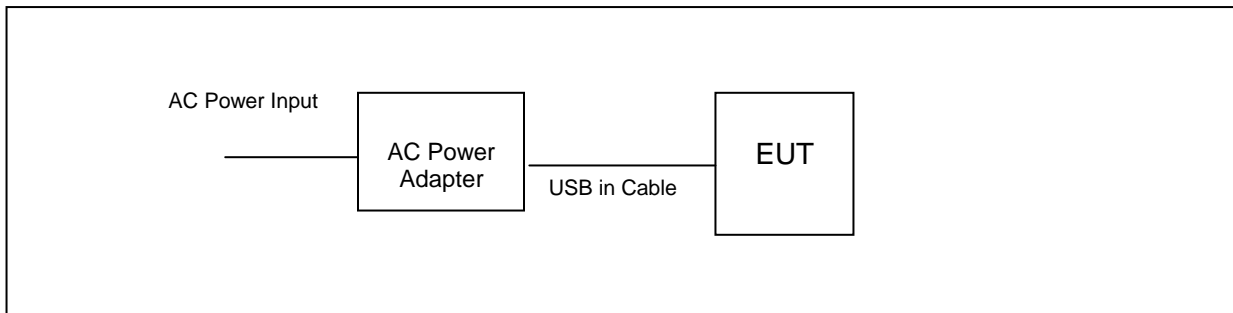 AC Power Input
AC Power
Adapter
USB in Cable
EUT